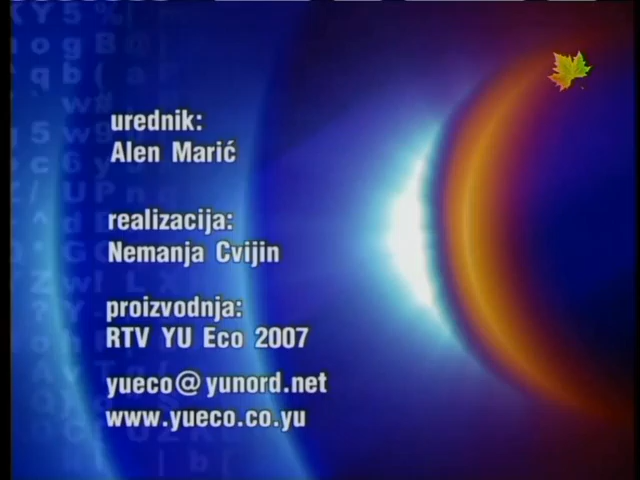 urednik:
Alen Marić
realizacija:
Nemanja Cvijin
proizvodnja:
RTV YU Eco 2007
yueco@yunord.net
www.yueco.co.yu